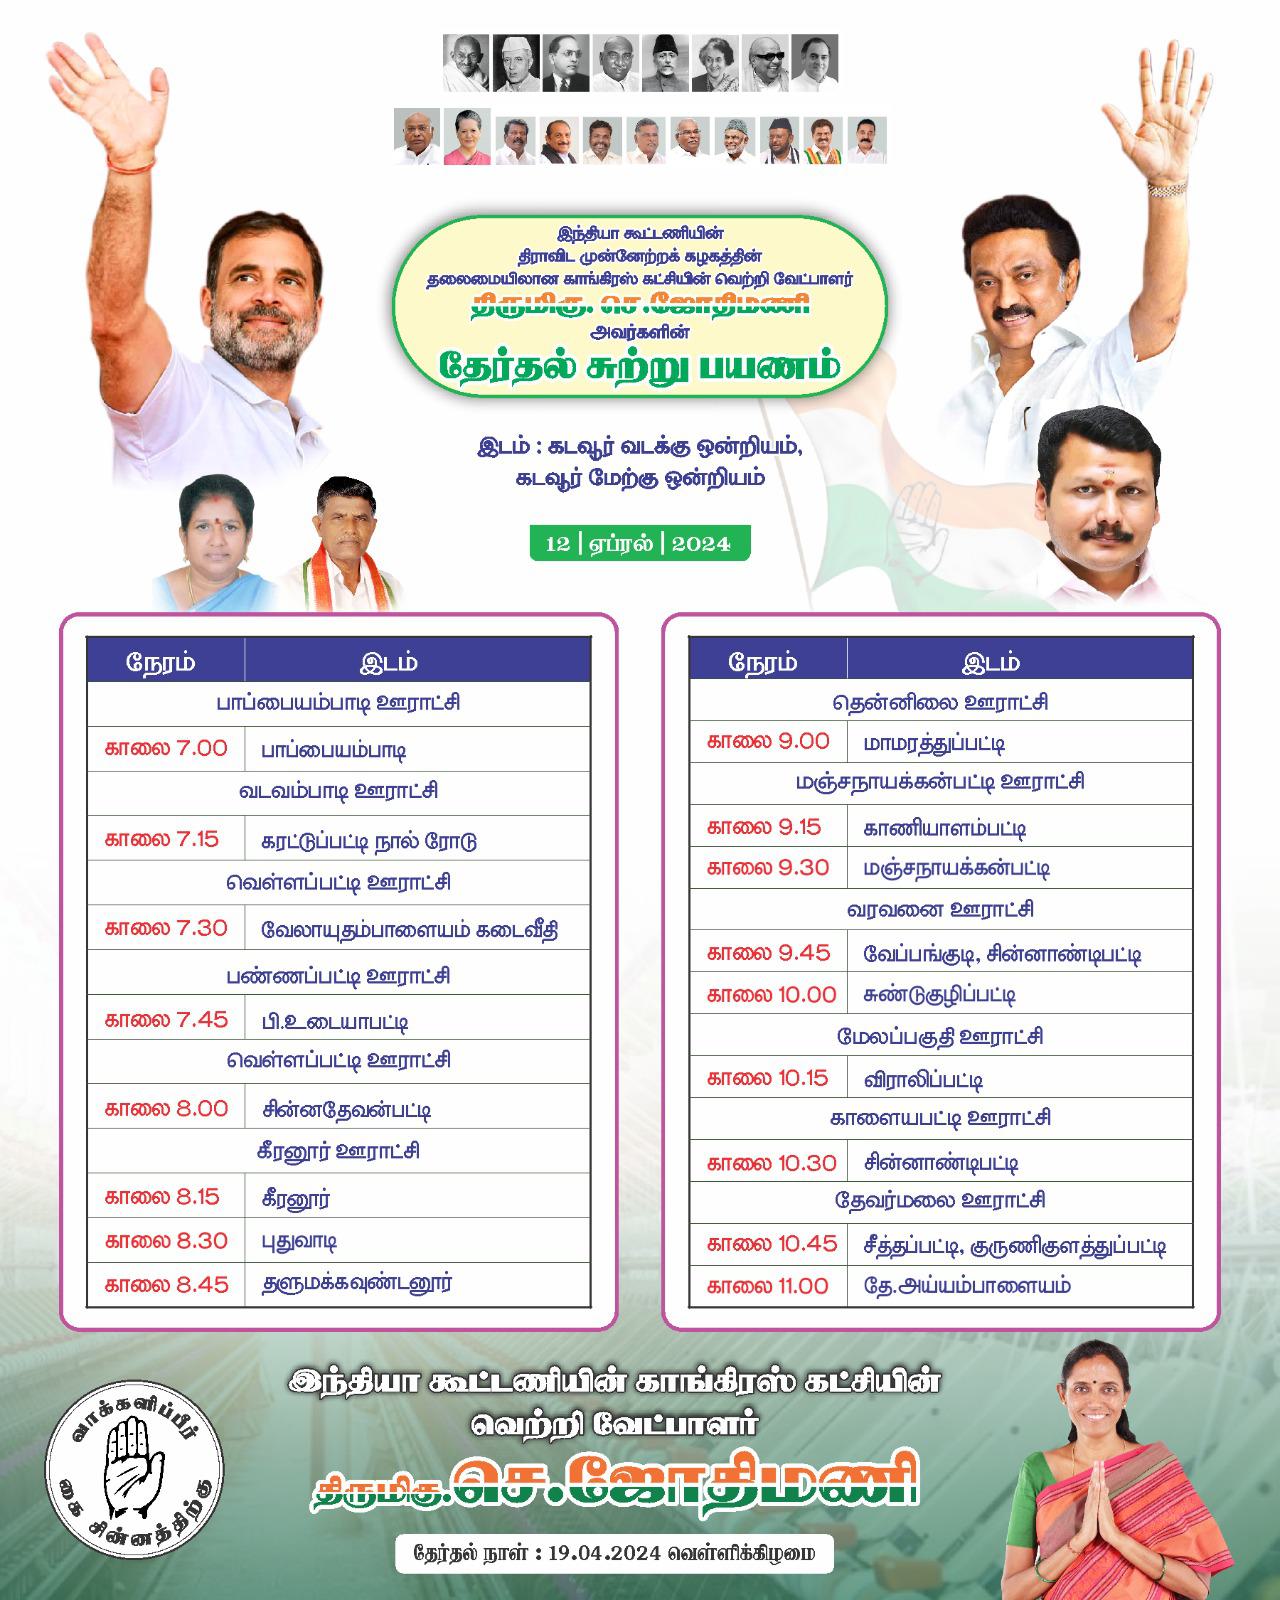 இந்தியா கூட்டணியின்
திராவிட முன்னேற்றக் கழகத்தின்
தலைமையிலான காங்கிரஸ் கட்சியின் வெற்றி வேட்பாளர்
திருமிகு. செ.ஜோதிமணி
அவர்களின்
தேர்தல் சுற்று பயணம்
இடம் : கடவூர் வடக்கு ஒன்றியம்,
கடவூர் மேற்கு ஒன்றியம்
12 | ஏப்ரல் | 2024
நேரம் இடம்
பாப்பையம்பாடி ஊராட்சி
காலை 7.00 பாப்பையம்பாடி
வடவம்பாடி ஊராட்சி
காலை 7.15 கரட்டுப்பட்டி நால் ரோடு
வெள்ளப்பட்டி ஊராட்சி
காலை 7.30 வேலாயுதம்பாளையம் கடைவீதி
பண்ணப்பட்டி ஊராட்சி
காலை 7.45 பி.உடையாபட்டி
வெள்ளப்பட்டி ஊராட்சி
காலை 8.00 சின்னதேவன்பட்டி
கீரனூர் ஊராட்சி
காலை 8.15 கீரனூர்
காலை 8.30 புதுவாடி
காலை 8.45 தளுமக்கவுண்டனூர்
நேரம் இடம்
தென்னிலை ஊராட்சி
காலை 9.00 மாமரத்துப்பட்டி
மஞ்சநாயக்கன்பட்டி ஊராட்சி
காலை 9.15 காணியாளம்பட்டி
காலை 9.30 மஞ்சநாயக்கன்பட்டி
வரவனை ஊராட்சி
காலை 9.45 வேப்பங்குடி, சின்னாண்டிபட்டி
காலை 10.00 சுண்டுகுழிப்பட்டி
மேலப்பகுதி ஊராட்சி
காலை 10.15 விராலிப்பட்டி
காளையபட்டி ஊராட்சி
காலை 10.30 சின்னாண்டிபட்டி
தேவர்மலை ஊராட்சி
காலை 10.45 சீத்தப்பட்டி, குருணிகுளத்துப்பட்டி
காலை 11.00 தே.அய்யம்பாளையம்
இந்தியா கூட்டணியின் காங்கிரஸ் கட்சியின்
வெற்றி வேட்பாளர்
திருமிகு.செ.ஜோதிமணி
தேர்தல் நாள் : 19.04.2024 வெள்ளிக்கிழமை
வாக்களிப்பீர்
கை சின்னத்திற்கு